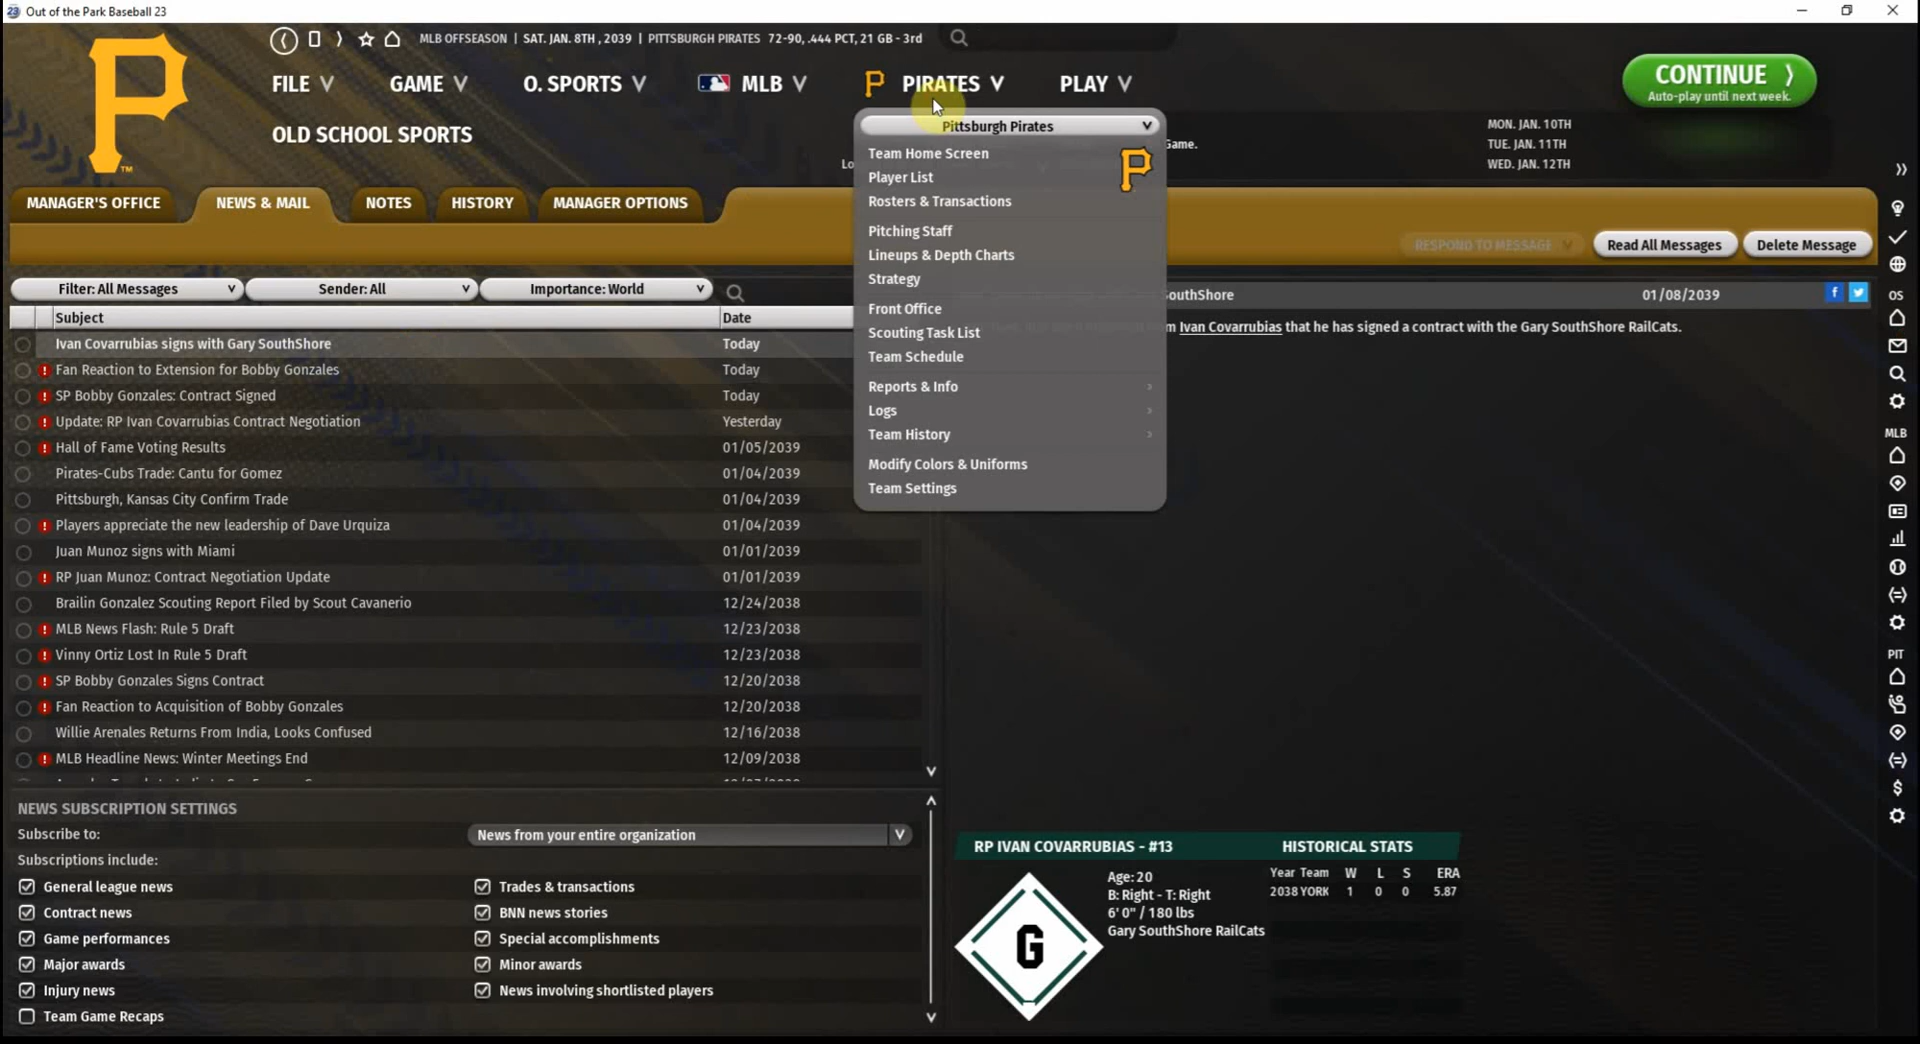 23 Out of the Park Baseball 23
MLB OFFSEASON | SAT. JAN. 8TH , 2039 | PITTSBURGH PIRATES 72-90, .444 PCT, 21 GB - 3rd
FILE GAME O. SPORTS MLB PIRATES PLAY
CONTINUE
Auto-play until next week.
OLD SCHOOL SPORTS
MON. JAN. 10TH
TUE. JAN. 11TH
WED. JAN. 12TH
Game.
Lo
Pittsburgh Pirates
Team Home Screen
Player List
Rosters & Transactions
Pitching Staff
Lineups & Depth Charts
Strategy
Front Office
Scouting Task List
Team Schedule
Reports & Info
Logs
Team History
Modify Colors & Uniforms
Team Settings
MANAGER'S OFFICE NEWS & MAIL NOTES HISTORY MANAGER OPTIONS
RESPOND TO MESSAGE Read All Messages Delete Message
Filter: All Messages Sender: All Importance: World
Subject Date
Ivan Covarrubias signs with Gary SouthShore Today
Fan Reaction to Extension for Bobby Gonzales Today
SP Bobby Gonzales: Contract Signed Today
Update: RP Ivan Covarrubias Contract Negotiation Yesterday
Hall of Fame Voting Results 01/05/2039
Pirates-Cubs Trade: Cantu for Gomez 01/04/2039
Pittsburgh, Kansas City Confirm Trade 01/04/2039
Players appreciate the new leadership of Dave Urquiza 01/04/2039
Juan Munoz signs with Miami 01/01/2039
RP Juan Munoz: Contract Negotiation Update 01/01/2039
Brailin Gonzalez Scouting Report Filed by Scout Cavanerio 12/24/2038
MLB News Flash: Rule 5 Draft 12/23/2038
Vinny Ortiz Lost In Rule 5 Draft 12/23/2038
SP Bobby Gonzales Signs Contract 12/20/2038
Fan Reaction to Acquisition of Bobby Gonzales 12/20/2038
Willie Arenales Returns From India, Looks Confused 12/16/2038
MLB Headline News: Winter Meetings End 12/09/2038
SouthShore 01/08/2039
Ivan Covarrubias that he has signed a contract with the Gary SouthShore RailCats.
NEWS SUBSCRIPTION SETTINGS
Subscribe to: News from your entire organization
Subscriptions include:
General league news Trades & transactions
Contract news BNN news stories
Game performances Special accomplishments
Major awards Minor awards
Injury news News involving shortlisted players
Team Game Recaps
RP IVAN COVARRUBIAS - #13 HISTORICAL STATS
Age: 20
B: Right - T: Right
6' 0" / 180 lbs
Gary SouthShore RailCats
G
Year Team W L S ERA
2038 YORK 1 0 0 5.87
OS
MLB
PIT
P
TM